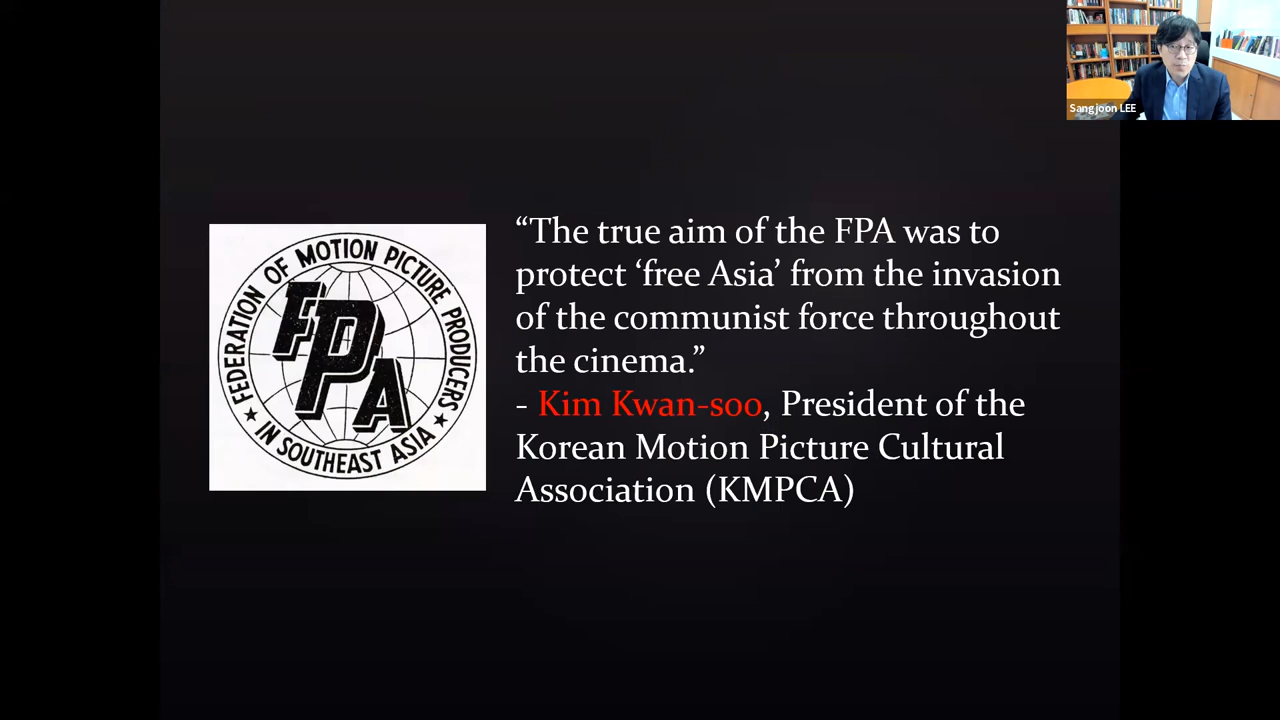 Sangjoon LEE
FEDERATION OF MOTION PICTURE PRODUCERS
IN SOUTHEAST ASIA
FPA
“The true aim of the FPA was to
protect ‘free Asia’ from the invasion
of the communist force throughout
the cinema.”
- Kim Kwan-soo, President of the
Korean Motion Picture Cultural
Association (KMPCA)